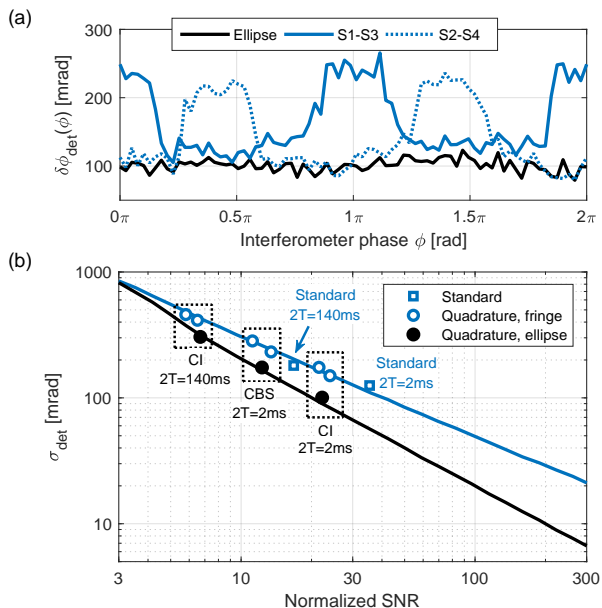 (a)
Ellipse S1-S3 S2-S4
300
200
100
δϕdet(ϕ) [mrad]
0π 0.5π 1π 1.5π 2π
Interferometer phase ϕ [rad]
(b)
1000
100
10
σdet [mrad]
Standard
2T=140ms
Standard
Quadrature, fringe
Quadrature, ellipse
Standard
2T=2ms
CI
2T=140ms
CBS
2T=2ms
CI
2T=2ms
3 10 30 100 300
Normalized SNR